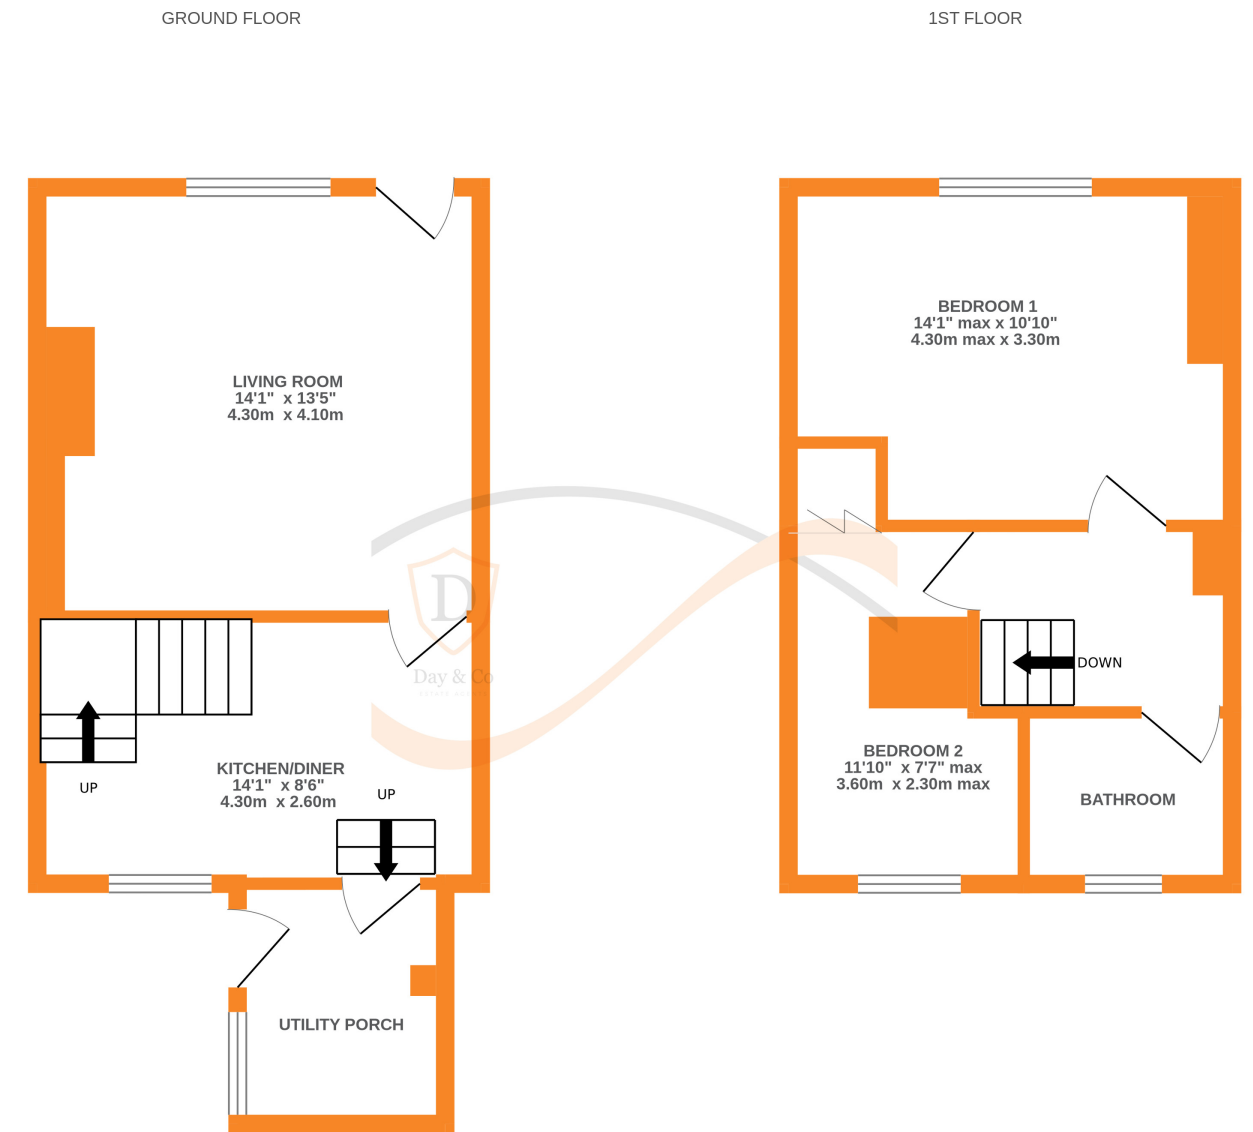 GROUND FLOOR
1ST FLOOR
LIVING ROOM
14'1" x 13'5"
4.30m x 4.10m
BEDROOM 1
14'1" max x 10'10"
4.30m max x 3.30m
D
Day & Co
ESTATE AGENTS
DOWN
KITCHEN/DINER
14'1" x 8'6"
4.30m x 2.60m
UP
UP
BEDROOM 2
11'10" x 7'7" max
3.60m x 2.30m max
BATHROOM
UTILITY PORCH